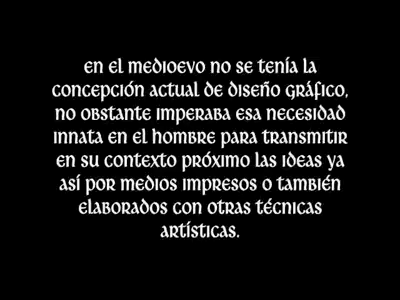 en el medioevo no se tenía la
concepción actual de diseño gráfico,
no obstante imperaba esa necesidad
innata en el hombre para transmitir
en su contexto próximo las ideas ya
así por medios impresos o también
elaborados con otras técnicas
artísticas.